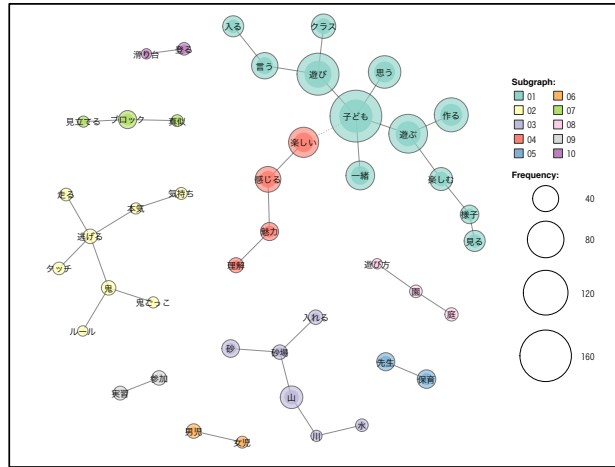 入る
クラス
言う
遊び
思う
滑り台
登る
子ども
作る
遊ぶ
見立てる
ブロック
真似
楽しい
感じる
一緒
楽しむ
様子
見る
魅力
理解
走る
本気
気持ち
逃げる
タッチ
鬼
鬼ごっこ
ルール
遊び方
園
庭
入れる
砂
砂場
山
川
水
先生
保育
参加
実習
男児
女児
Subgraph:
01 06
02 07
03 08
04 09
05 10
Frequency:
40
80
120
160